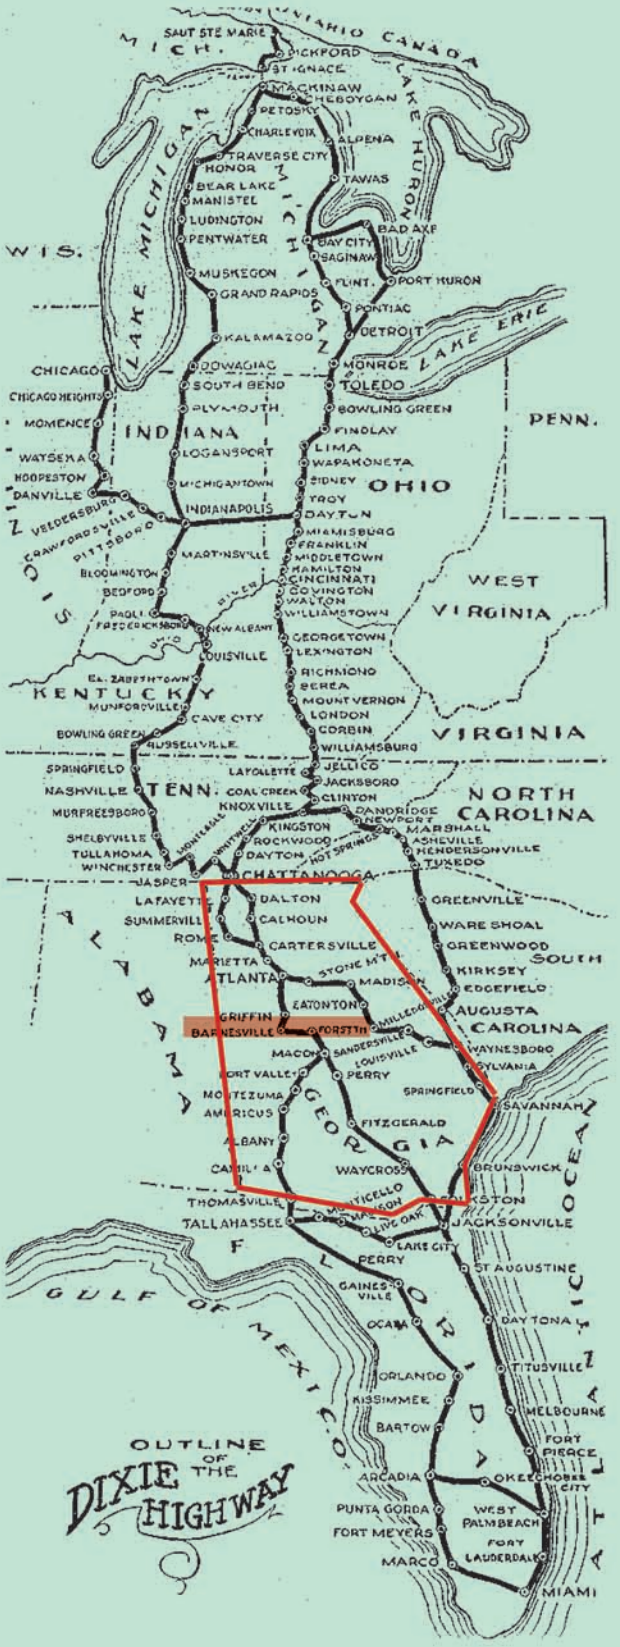 SAUT STE MARIE
ONTARIO CANADA
MICH.
PICKFORD
ST IGNACE
MACKINAW
CHEBOYGAN
LAKE HURON
PETOSKY
CHARLEVOIX
ALPENA
TRAVERSE CITY
HONOR
TAWAS
BEAR LAKE
MANISTEE
LAKE MICHIGAN
MICHIGAN
LUDINGTON
BAD AXE
PENTWATER
BAY CITY
WIS.
SAGINAW
MUSKEGON
FLINT.
PORT HURON
GRAND RAPIDS
PONTIAC
KALAMAZOO
DETROIT
LAKE ERIE
CHICAGO
DOWAGIAC
MONROE
SOUTH BEND
TOLEDO
CHICAGO HEIGHTS
PLYMOUTH
BOWLING GREEN
PENN.
MOMENCE
INDIANA
FINDLAY
WATSEKA
LOGANSPORT
LIMA
WAPAKONETA
HOOPESTON
MICHIGANTOWN
SIDNEY
OHIO
DANVILLE
TROY
VEEDERSBURG
INDIANAPOLIS
DAYTON
CRAWFORDSVILLE
PITTSBORO
MIAMISBURG
FRANKLIN
MARTINSVILLE
MIDDLETOWN
BLOOMINGTON
HAMILTON
CINCINNATI
WEST VIRGINIA
BEDFORD
COVINGTON
WALTON
PAOLI
RIVER
WILLIAMSTOWN
FREDERICKSBURG
NEW ALBANY
OHIO
GEORGETOWN
LOUISVILLE
LEXINGTON
ELIZABETHTOWN
RICHMOND
KENTUCKY
BEREA
MUNFORDVILLE
MOUNT VERNON
CAVE CITY
LONDON
BOWLING GREEN
CORBIN
VIRGINIA
RUSSELLVILLE
WILLIAMSBURG
SPRINGFIELD
LAFOLLETTE
JELLICO
NASHVILLE
TENN.
COAL CREEK
JACKSBORO
NORTH CAROLINA
MURFREESBORO
KNOXVILLE
CLINTON
DANDRIDGE
NEWPORT
SHELBYVILLE
MONTEAGLE
WHITWELL
KINGSTON
MARSHALL
TULLAHOMA
ROCKWOOD
HOT SPRINGS
ASHEVILLE
WINCHESTER
DAYTON
HENDERSONVILLE
TUXEDO
JASPER
CHATTANOOGA
LAFAYETTE
DALTON
GREENVILLE
SUMMERVILL
CALHOUN
WARE SHOAL
ROME
CARTERSVILLE
GREENWOOD
SOUTH
MARIETTA
ATLANTA
STONE MT'N
KIRKSEY
MADISON
EDGEFIELD
ALABAMA
EATONTON
MILLEDGEVILLE
AUGUSTA
CAROLINA
GRIFFIN
BARNESVILLE
FORSYTH
SANDERSVILLE
LOUISVILLE
WAYNESBORO
MACON
SYLVANIA
FORT VALLEY
PERRY
MONTEZUMA
SPRINGFIELD
AMERICUS
SAVANNAH
GEORGIA
FITZGERALD
ALBANY
CAMILLA
WAYCROSS
BRUNSWICK
THOMASVILLE
MONTICELLO
MADISON
TALLAHASSEE
LIVE OAK
JACKSONVILLE
LAKE CITY
PERRY
ST AUGUSTINE
GAINES-
VILLE
FLORIDA
ATLANTIC OCEAN
GULF OF MEXICO.
OCALA
DAYTONA
TITUSVILLE
ORLANDO
KISSIMMEE
MELBOURNE
BARTOW
FORT PIERCE
ARCADIA
OKEECHOBEE CITY
PUNTA GORDA
WEST PALM BEACH
FORT MEYERS
FORT LAUDERDALE
MARCO
MIAMI
OUTLINE
OF
THE
DIXIE
HIGHWAY